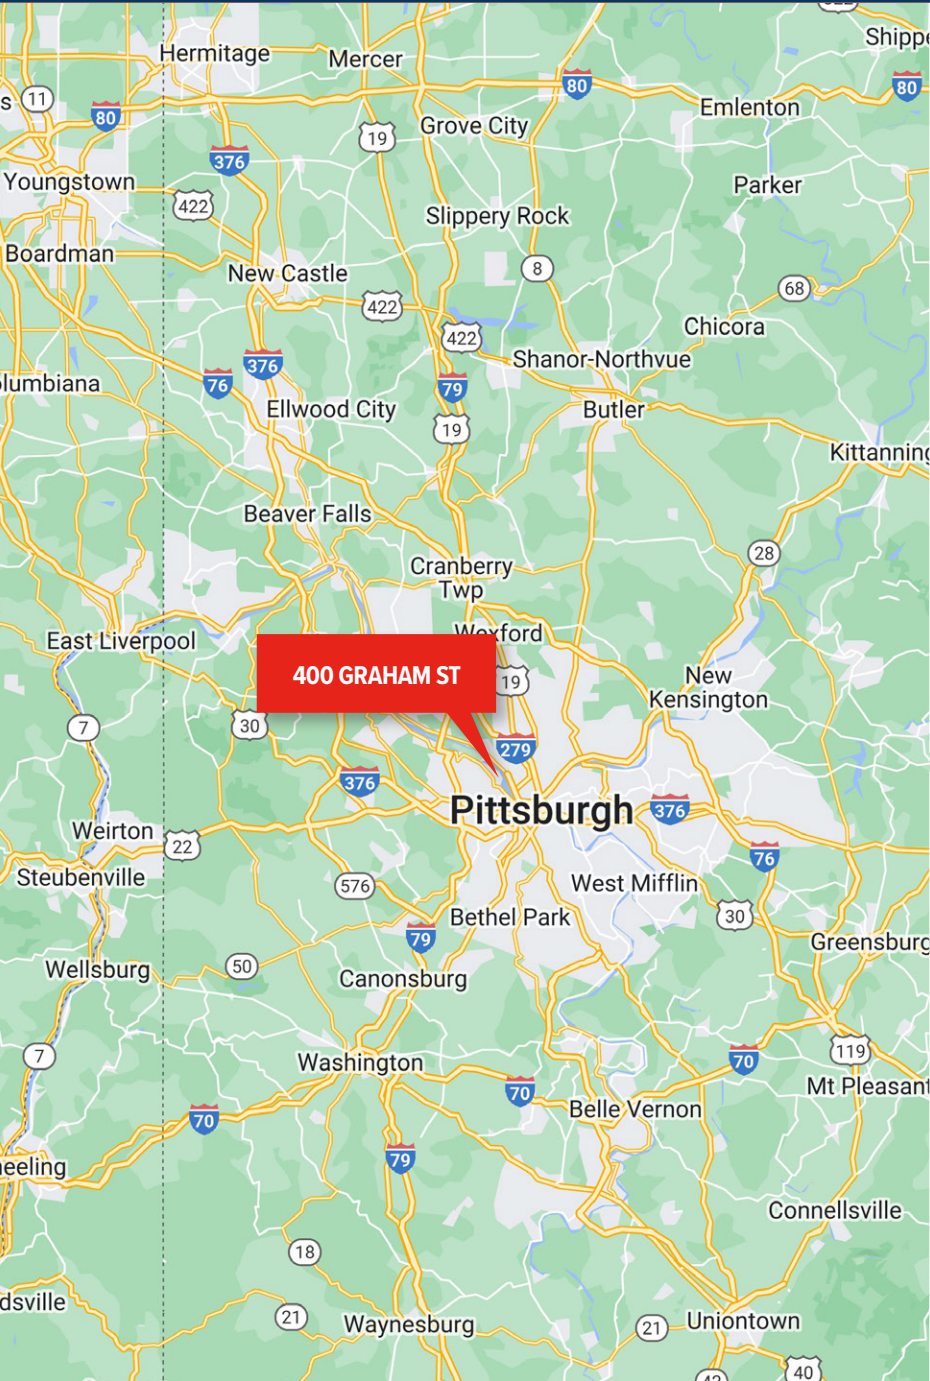 Hermitage
Mercer
Shippe
11
80
80
80
Emlenton
19
Grove City
376
Youngstown
422
Parker
Slippery Rock
Boardman
New Castle
8
68
422
422
Chicora
Shanor-Northvue
376
76
79
olumbiana
Ellwood City
Butler
19
Kittanning
Beaver Falls
28
Cranberry
Twp
Wexford
East Liverpool
400 GRAHAM ST
19
New
Kensington
7
30
279
376
Pittsburgh
376
Weirton
22
76
Steubenville
576
West Mifflin
30
Bethel Park
79
Greensburg
50
Wellsburg
Canonsburg
7
Washington
119
70
70
Mt Pleasant
Belle Vernon
70
79
heeling
Connellsville
18
dsville
21
Waynesburg
21
Uniontown
40